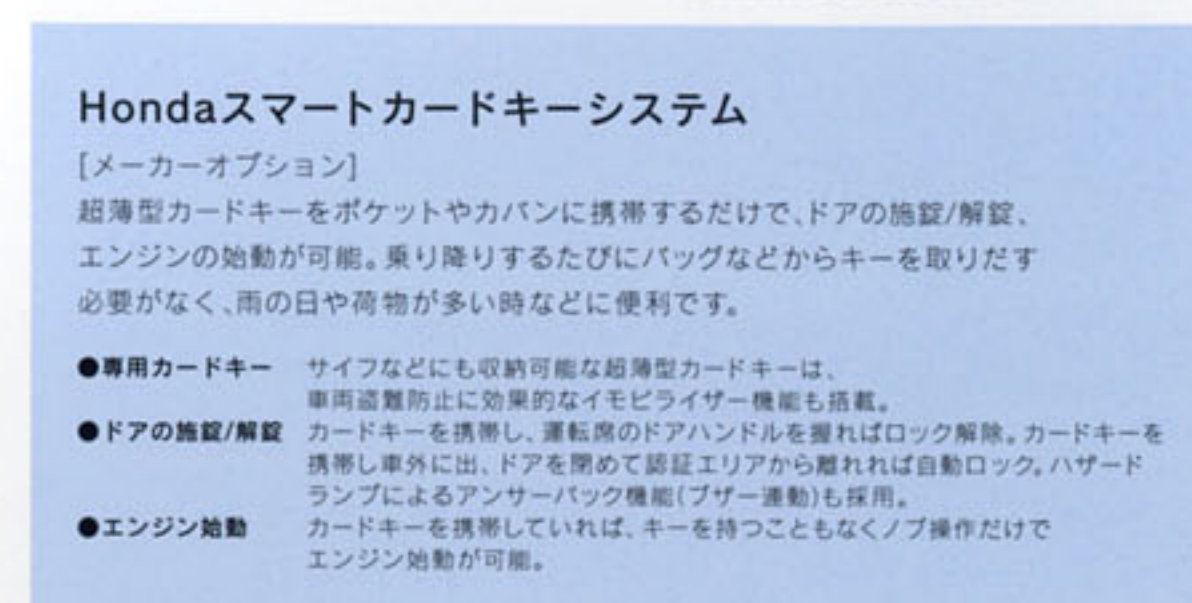 Hondaスマートカードキーシステム
[メーカーオプション]
超薄型カードキーをポケットやカバンに携帯するだけで、ドアの施錠/解錠、
エンジンの始動が可能。乗り降りするたびにバッグなどからキーを取りだす
必要がなく、雨の日や荷物が多い時などに便利です。
●専用カードキー サイフなどにも収納可能な超薄型カードキーは、
車両盗難防止に効果的なイモビライザー機能も搭載。
●ドアの施錠/解錠 カードキーを携帯し、運転席のドアハンドルを握ればロック解除。カードキーを
携帯し車外に出、ドアを閉めて認証エリアから離れれば自動ロック。ハザード
ランプによるアンサーバック機能(ブザー連動)も採用。
●エンジン始動 カードキーを携帯していれば、キーを持つこともなくノブ操作だけで
エンジン始動が可能。